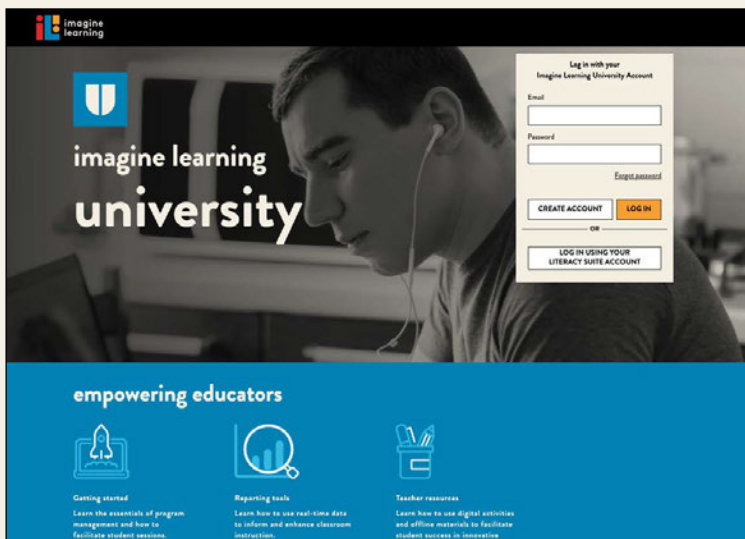 imagine
learning
imagine learning
university
Log in with your
Imagine Learning University Account
Email
Password
Forgot password
CREATE ACCOUNT
LOG IN
OR
LOG IN USING YOUR
LITERACY SUITE ACCOUNT
empowering educators
Getting started
Learn the essentials of program
management and how to
facilitate student sessions.
Reporting tools
Learn how to use real-time data
to inform and enhance classroom
instruction.
Teacher resources
Learn how to use digital activities
and offline materials to facilitate
student success in innovative